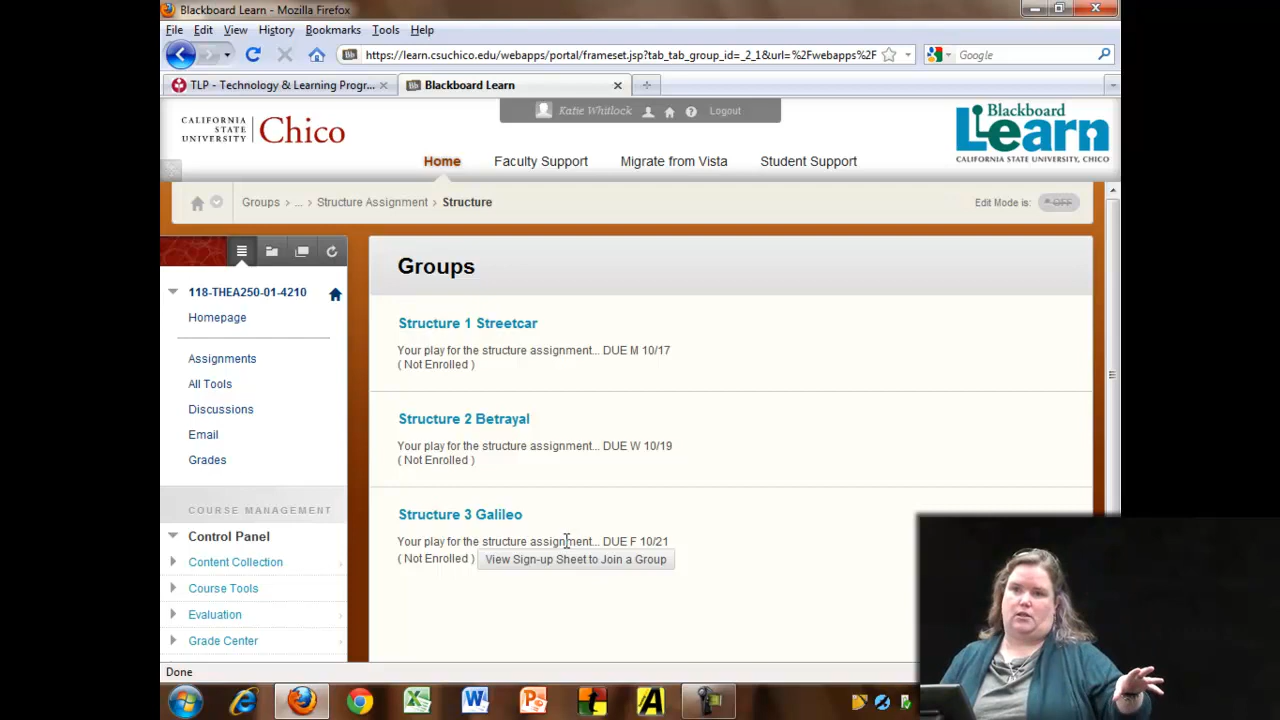 Blackboard Learn - Mozilla Firefox
File Edit View History Bookmarks Tools Help
https://learn.csuchico.edu/webapps/portal/frameset.jsp?tab_tab_group_id=_2_1&url=%2Fwebapps%2F
Google
TLP - Technology & Learning Progr...
Blackboard Learn
Katie Whitlock
Logout
CALIFORNIA STATE UNIVERSITY, Chico
Blackboard
Learn
CALIFORNIA STATE UNIVERSITY, CHICO
Home Faculty Support Migrate from Vista Student Support
Groups > ... > Structure Assignment > Structure
Edit Mode is: OFF
118-THEA250-01-4210
Homepage
Assignments
All Tools
Discussions
Email
Grades
COURSE MANAGEMENT
Control Panel
Content Collection
Course Tools
Evaluation
Grade Center
Groups
Structure 1 Streetcar
Your play for the structure assignment... DUE M 10/17
( Not Enrolled )
Structure 2 Betrayal
Your play for the structure assignment... DUE W 10/19
( Not Enrolled )
Structure 3 Galileo
Your play for the structure assignment... DUE F 10/21
( Not Enrolled ) View Sign-up Sheet to Join a Group
Done